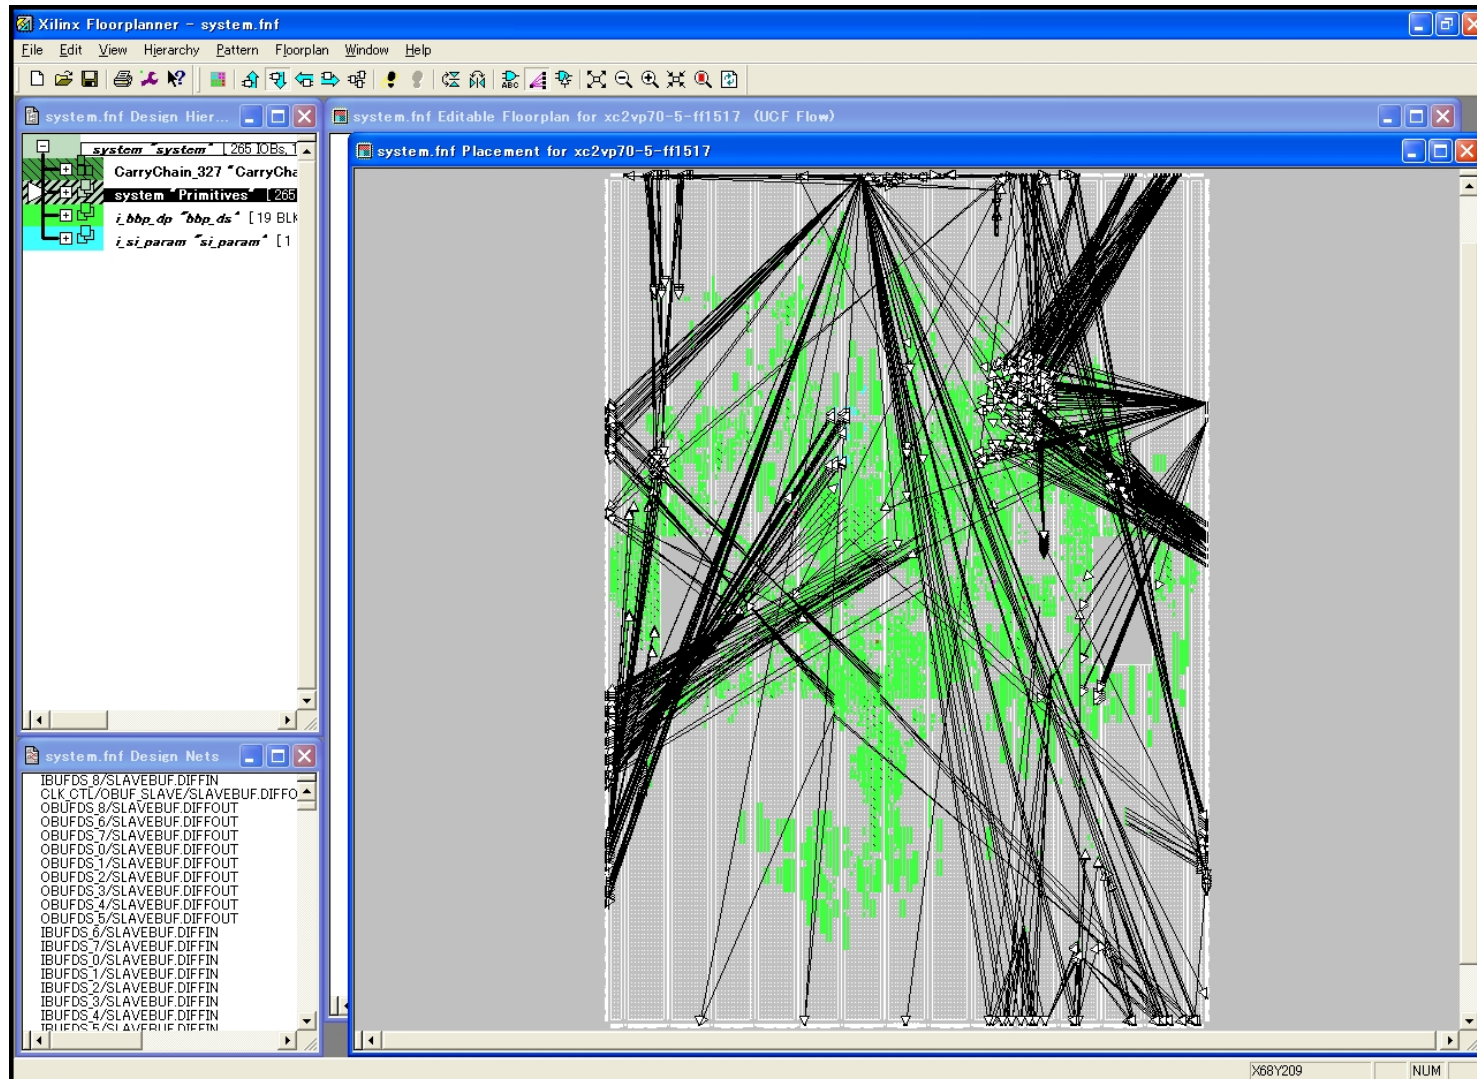 Xilinx Floorplanner - system.fnf
File Edit View Hierarchy Pattern Floorplan Window Help
ABC
system.fnf Design Hier...
system "system" [ 265 IOBs, 1
CarryChain_327 "CarryCha
system "Primitives" [ 265
i_bbp_dp "bbp_ds" [ 19 BLK
i_si_param "si_param" [ 1
system.fnf Editable Floorplan for xc2vp70-5-ff1517 (UCF Flow)
system.fnf Placement for xc2vp70-5-ff1517
system.fnf Design Nets
IBUFDS_8/SLAVEBUF.DIFFIN
CLK_CTL/OBUF_SLAVE/SLAVEBUF.DIFFO
OBUFDS_8/SLAVEBUF.DIFFOUT
OBUFDS_6/SLAVEBUF.DIFFOUT
OBUFDS_7/SLAVEBUF.DIFFOUT
OBUFDS_0/SLAVEBUF.DIFFOUT
OBUFDS_1/SLAVEBUF.DIFFOUT
OBUFDS_2/SLAVEBUF.DIFFOUT
OBUFDS_3/SLAVEBUF.DIFFOUT
OBUFDS_4/SLAVEBUF.DIFFOUT
OBUFDS_5/SLAVEBUF.DIFFOUT
IBUFDS_6/SLAVEBUF.DIFFIN
IBUFDS_7/SLAVEBUF.DIFFIN
IBUFDS_0/SLAVEBUF.DIFFIN
IBUFDS_1/SLAVEBUF.DIFFIN
IBUFDS_2/SLAVEBUF.DIFFIN
IBUFDS_3/SLAVEBUF.DIFFIN
IBUFDS_4/SLAVEBUF.DIFFIN
IBUFDS_5/SLAVEBUF.DIFFIN
X68Y209
NUM